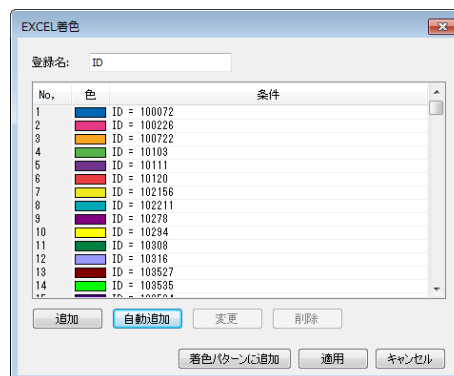 EXCEL着色
登録名: ID
No, 色 条件
1 ID = 100072
2 ID = 100226
3 ID = 100722
4 ID = 10103
5 ID = 10111
6 ID = 10120
7 ID = 102156
8 ID = 102211
9 ID = 10278
10 ID = 10294
11 ID = 10308
12 ID = 10316
13 ID = 103527
14 ID = 103535
追加 自動追加 変更 削除
着色パターンに追加 適用 キャンセル